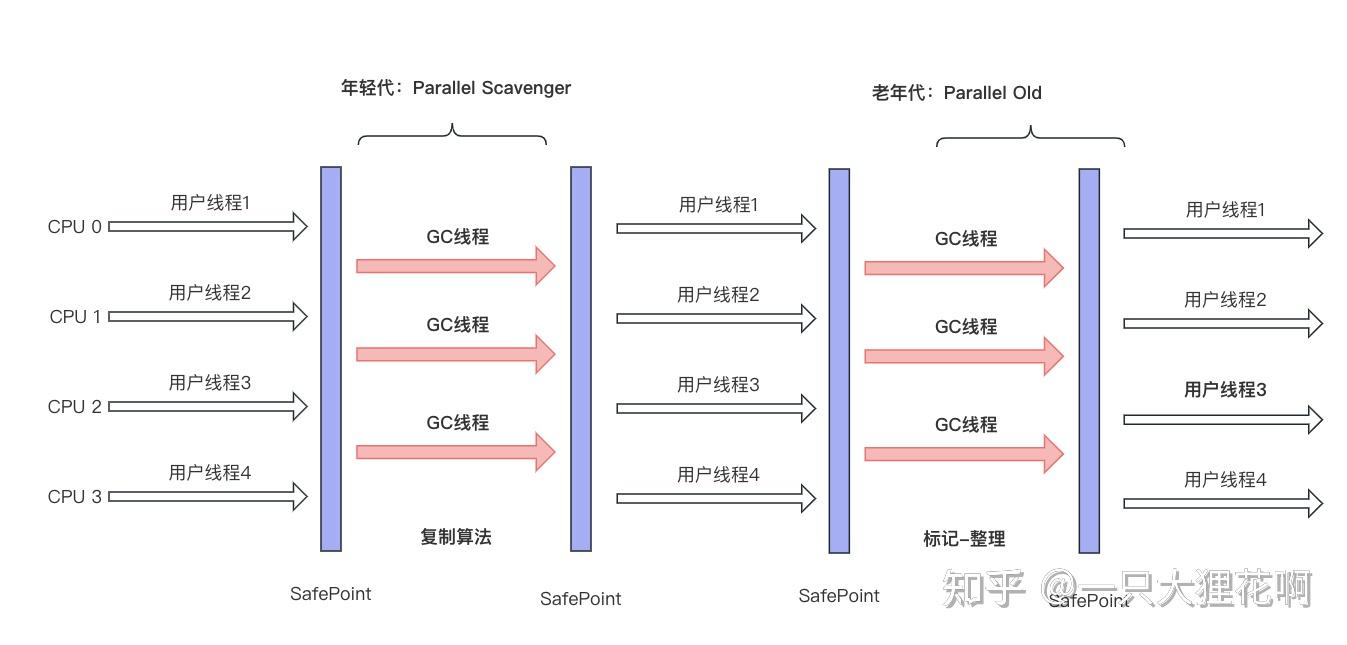 年轻代：Parallel Scavenger
老年代：Parallel Old
用户线程1
用户线程1
用户线程1
CPU 0
GC线程
GC线程
用户线程2
用户线程2
用户线程2
CPU 1
GC线程
GC线程
用户线程3
用户线程3
用户线程3
CPU 2
GC线程
GC线程
用户线程4
用户线程4
用户线程4
CPU 3
复制算法
标记-整理
SafePoint
SafePoint
SafePoint
SafePoint
知乎 @一只大狸花啊